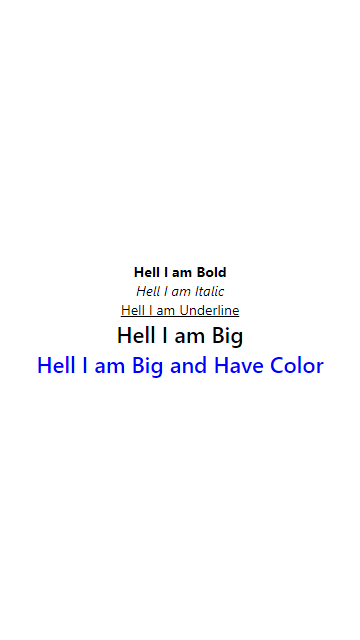 Hell I am Bold
Hell I am Italic
Hell I am Underline
Hell I am Big
Hell I am Big and Have Color